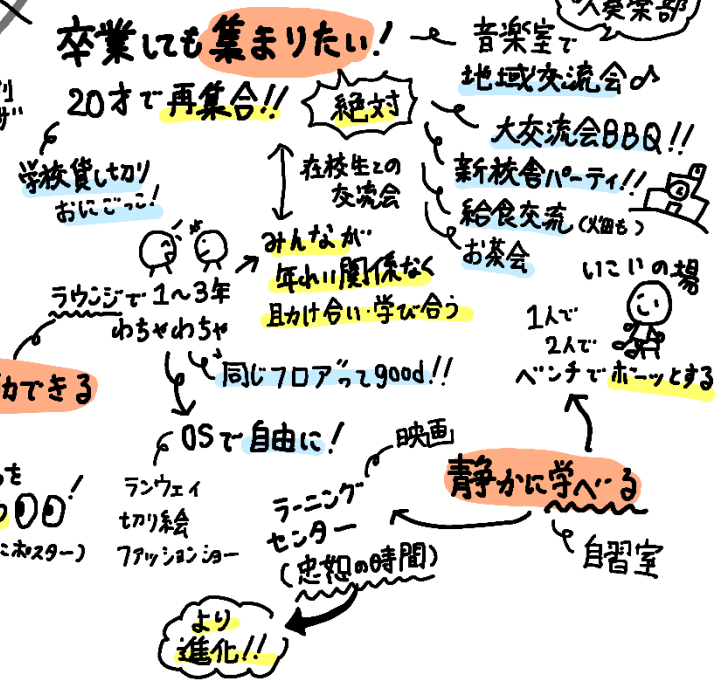 吹奏楽部
卒業しても集まりたい!
音楽室で
地域交流会♪
20才で再集合!!
絶対
大交流会BBQ!!
学校貸し切り
おにごっこ!
在校生との
交流会
新校舎パーティ!!
給食交流(畑も)
お茶会
みんなが
年れい関係なく
助け合い・学び合う
ラウンジで1~3年
わちゃわちゃ
いこいの場
1人で
2人で
ベンチでボーッとする
同じフロアってgood!!
できる
OSで自由に!
映画
静かに学べる
ランウェイ
切り絵
ファッションショー
ラーニング
センター
(忠恕の時間)
自習室
を
ポスター)
より
進化!!